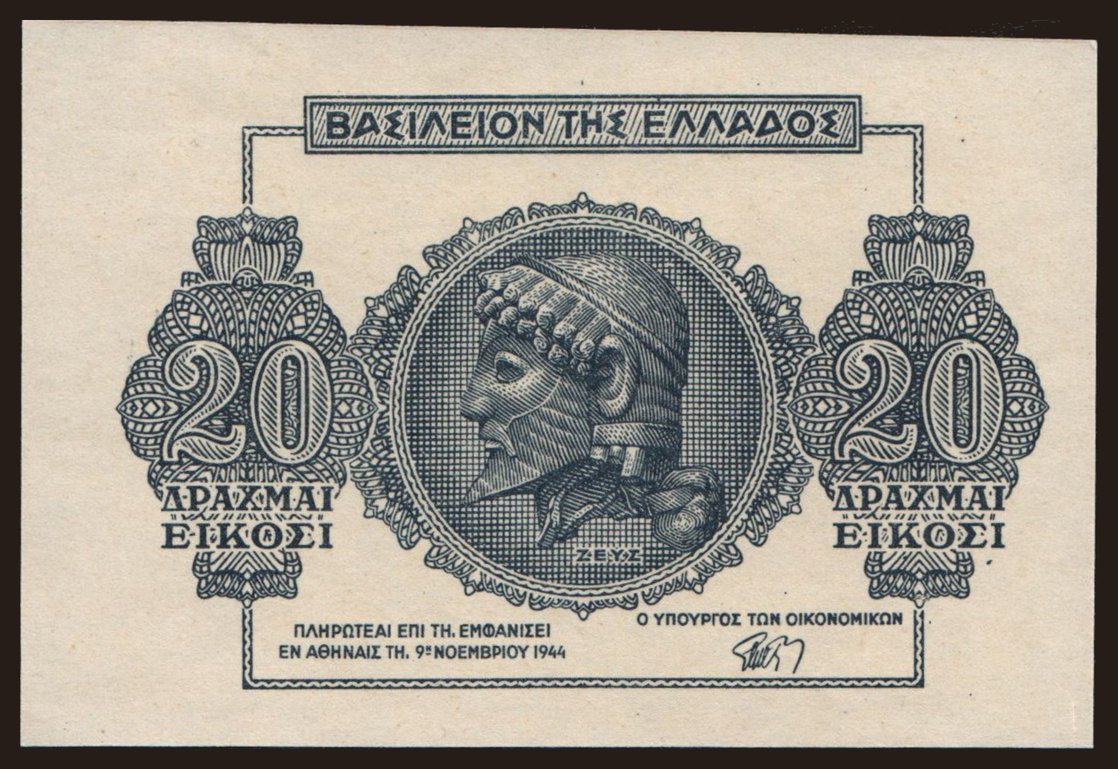 ΒΑΣΙΛΕΙΟΝ ΤΗΣ ΕΛΛΑΔΟΣ
20
ΔΡΑΧΜΑΙ
ΕΙΚΟΣΙ
20
ΔΡΑΧΜΑΙ
ΕΙΚΟΣΙ
ΖΕΥΣ
ΠΛΗΡΩΤΕΑΙ ΕΠΙ ΤΗ. ΕΜΦΑΝΙΣΕΙ
ΕΝ ΑΘΗΝΑΙΣ ΤΗ. 9ῃ ΝΟΕΜΒΡΙΟΥ 1944
Ο ΥΠΟΥΡΓΟΣ ΤΩΝ ΟΙΚΟΝΟΜΙΚΩΝ